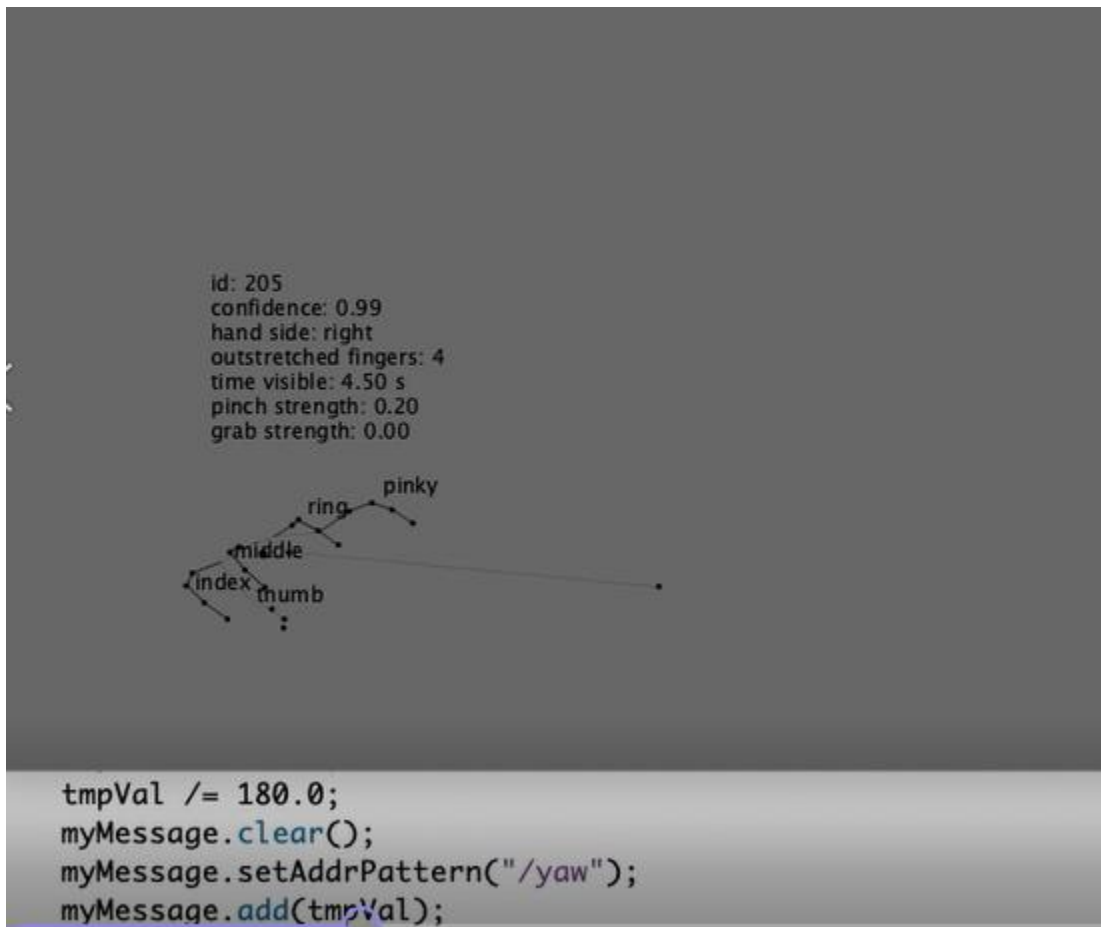 id: 205
confidence: 0.99
hand side: right
outstretched fingers: 4
time visible: 4.50 s
pinch strength: 0.20
grab strength: 0.00
pinky
ring
middle
index
thumb
tmpVal /= 180.0;
myMessage.clear();
myMessage.setAddrPattern("/yaw");
myMessage.add(tmpVal);